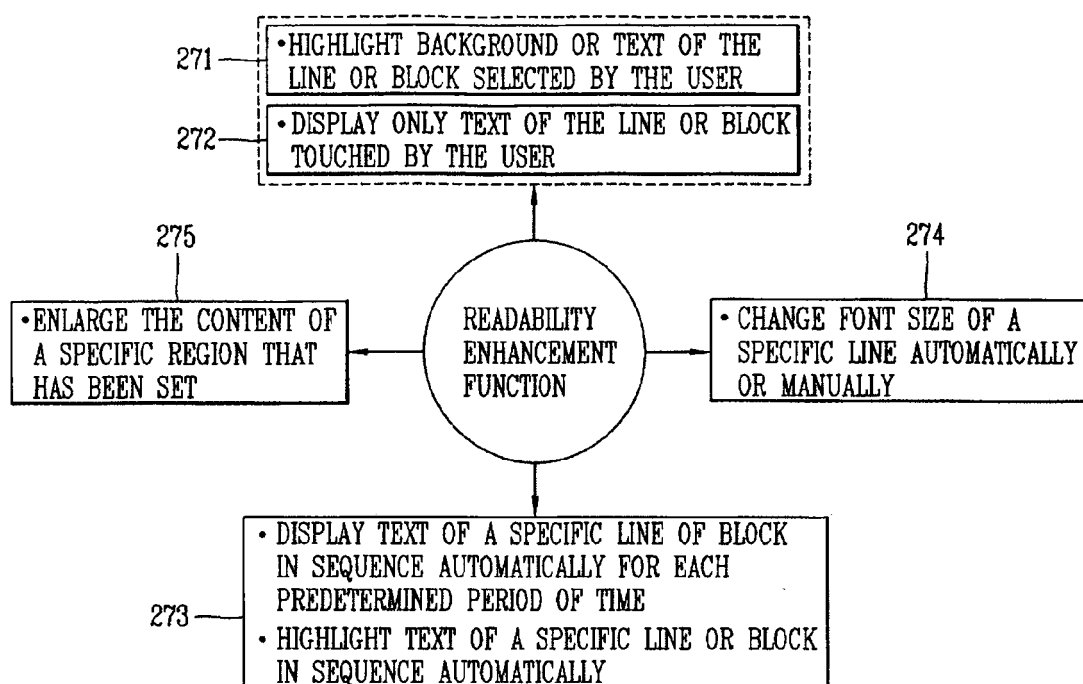 271
•HIGHLIGHT BACKGROUND OR TEXT OF THE
LINE OR BLOCK SELECTED BY THE USER
272
•DISPLAY ONLY TEXT OF THE LINE OR BLOCK
TOUCHED BY THE USER
275
•ENLARGE THE CONTENT OF
A SPECIFIC REGION THAT
HAS BEEN SET
READABILITY
ENHANCEMENT
FUNCTION
274
• CHANGE FONT SIZE OF A
SPECIFIC LINE AUTOMATICALLY
OR MANUALLY
273
• DISPLAY TEXT OF A SPECIFIC LINE OF BLOCK
IN SEQUENCE AUTOMATICALLY FOR EACH
PREDETERMINED PERIOD OF TIME
• HIGHLIGHT TEXT OF A SPECIFIC LINE OR BLOCK
IN SEQUENCE AUTOMATICALLY